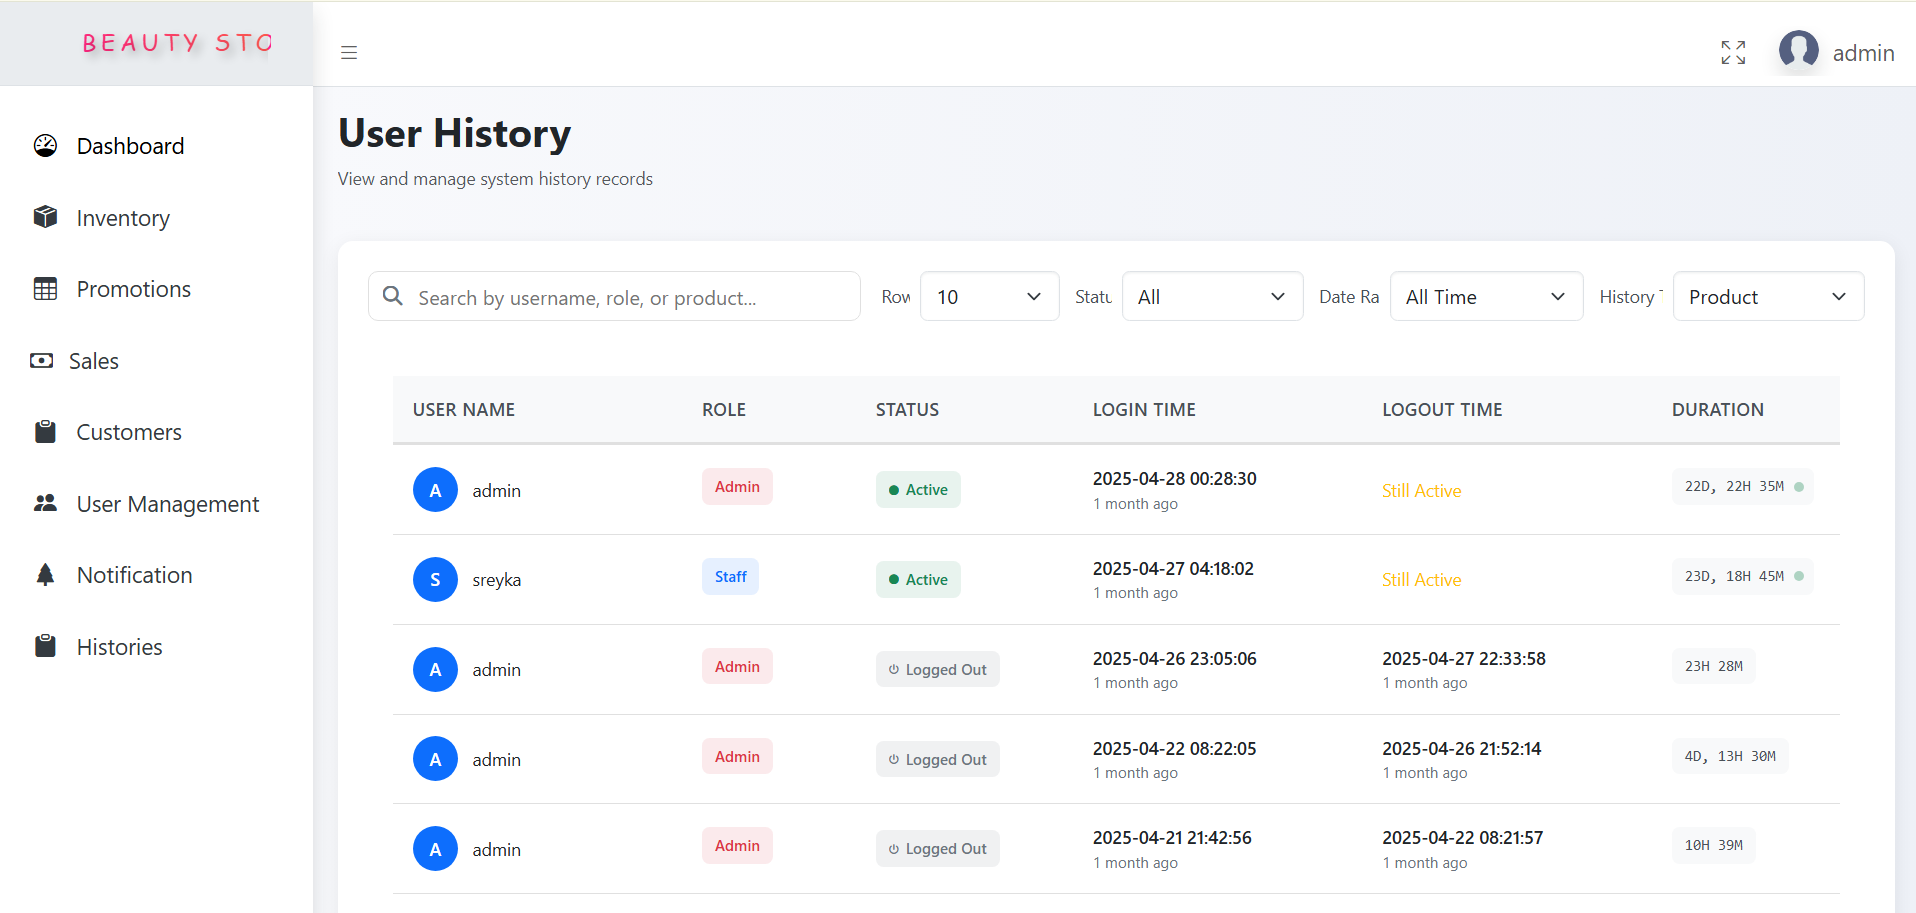 BEAUTY STO
admin
Dashboard
Inventory
Promotions
Sales
Customers
User Management
Notification
Histories
User History
View and manage system history records
Search by username, role, or product...
Row 10 Statu All Date Ra All Time History Product
USER NAME ROLE STATUS LOGIN TIME LOGOUT TIME DURATION
A admin Admin Active 2025-04-28 00:28:30 Still Active 22D, 22H 35M
1 month ago
S sreyka Staff Active 2025-04-27 04:18:02 Still Active 23D, 18H 45M
1 month ago
A admin Admin Logged Out 2025-04-26 23:05:06 2025-04-27 22:33:58 23H 28M
1 month ago 1 month ago
A admin Admin Logged Out 2025-04-22 08:22:05 2025-04-26 21:52:14 4D, 13H 30M
1 month ago 1 month ago
A admin Admin Logged Out 2025-04-21 21:42:56 2025-04-22 08:21:57 10H 39M
1 month ago 1 month ago